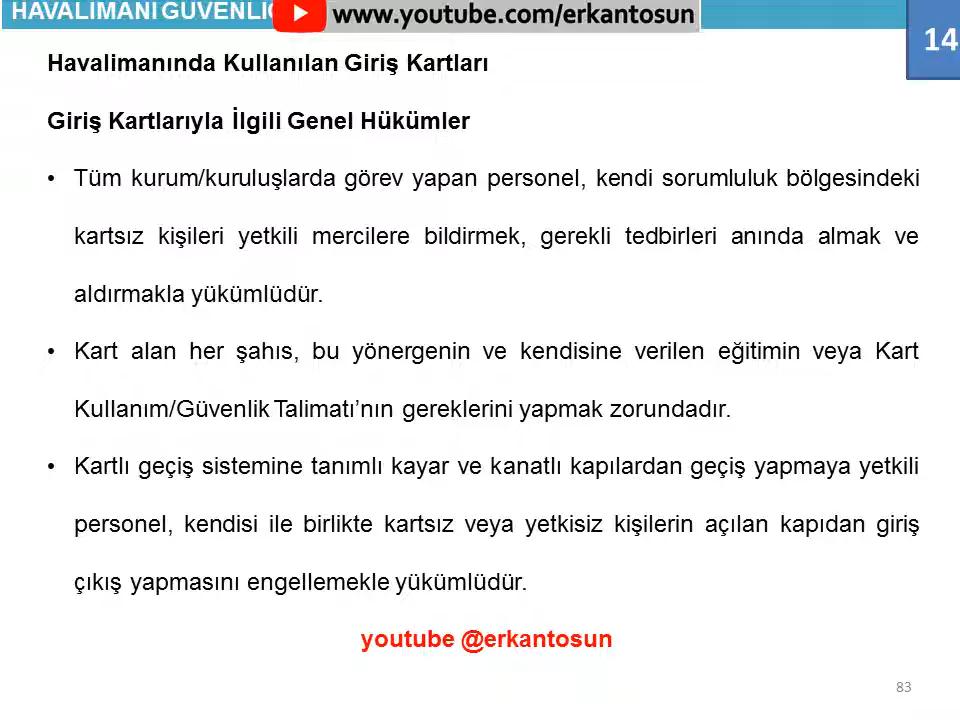 HAVALİMANI GÜVENLİĞ
www.youtube.com/erkantosun
14
Havalimanında Kullanılan Giriş Kartları
Giriş Kartlarıyla İlgili Genel Hükümler
• Tüm kurum/kuruluşlarda görev yapan personel, kendi sorumluluk bölgesindeki
kartsız kişileri yetkili mercilere bildirmek, gerekli tedbirleri anında almak ve
aldırmakla yükümlüdür.
• Kart alan her şahıs, bu yönergenin ve kendisine verilen eğitimin veya Kart
Kullanım/Güvenlik Talimatı’nın gereklerini yapmak zorundadır.
• Kartlı geçiş sistemine tanımlı kayar ve kanatlı kapılardan geçiş yapmaya yetkili
personel, kendisi ile birlikte kartsız veya yetkisiz kişilerin açılan kapıdan giriş
çıkış yapmasını engellemekle yükümlüdür.
youtube @erkantosun
83